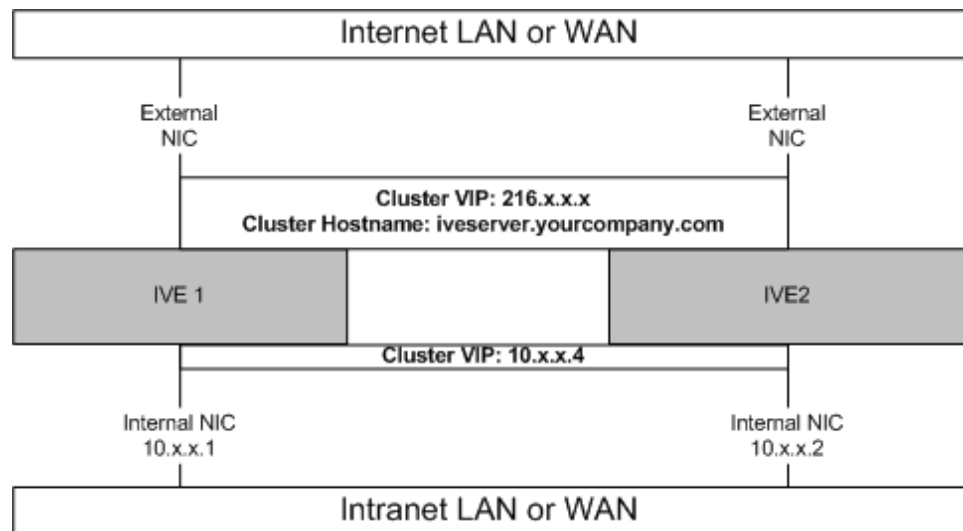 Internet LAN or WAN
External
NIC
External
NIC
Cluster VIP: 216.x.x.x
Cluster Hostname: iveserver.yourcompany.com
IVE 1
IVE2
Cluster VIP: 10.x.x.4
Internal NIC
10.x.x.1
Internal NIC
10.x.x.2
Intranet LAN or WAN